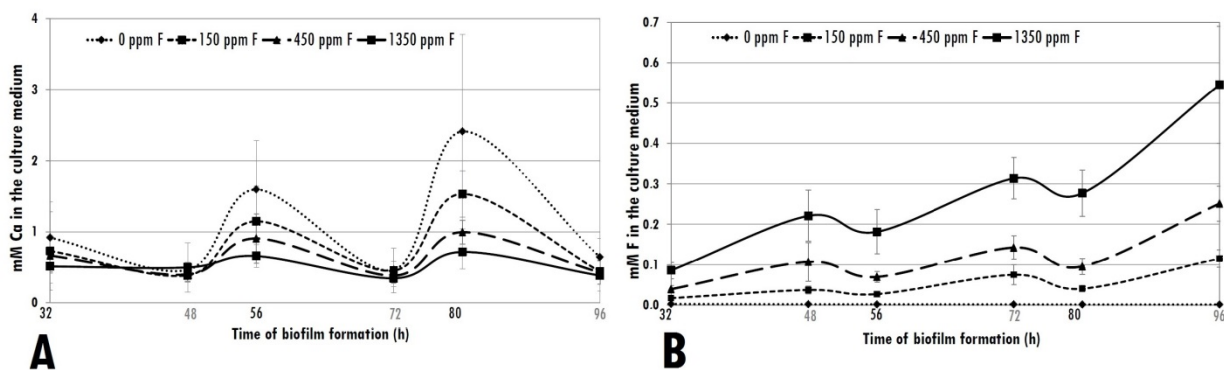 4
3
2
1
0
mM Ca in the culture medium
0 ppm F 150 ppm F 450 ppm F 1350 ppm F
32 48 56 72 80 96
Time of biofilm formation (h)
A
0.7
0.6
0.5
0.4
0.3
0.2
0.1
0.0
mM F in the culture medium
0 ppm F 150 ppm F 450 ppm F 1350 ppm F
32 48 56 72 80 96
Time of biofilm formation (h)
B